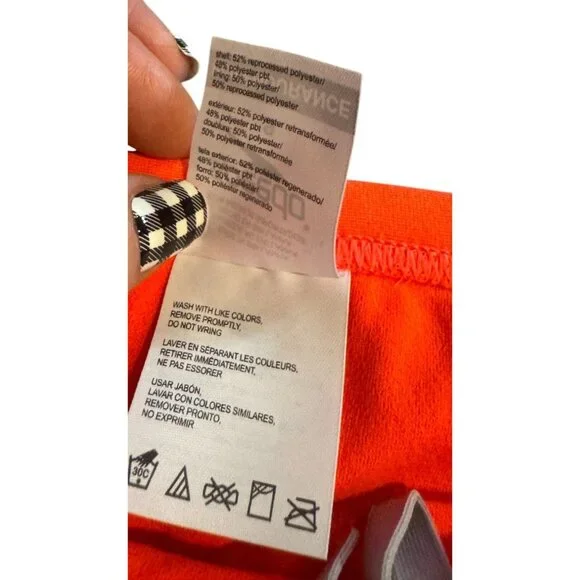 shell: 52% reprocessed polyester/
48% polyester pbt
lining: 50% polyester/
50% reprocessed polyester
extérieur: 52% polyester retransformée/
48% polyester pbt
doublure: 50% polyester/
50% polyester retransformée
tela exterior: 52% poliéster regenerado/
48% poliéster pbt
forro: 50% poliéster/
50% poliéster regenerado
WASH WITH LIKE COLORS,
REMOVE PROMPTLY,
DO NOT WRING
LAVER EN SÉPARANT LES COULEURS,
RETIRER IMMÉDIATEMENT,
NE PAS ESSORER
USAR JABÓN,
LAVAR CON COLORES SIMILARES,
REMOVER PRONTO,
NO EXPRIMIR
30C